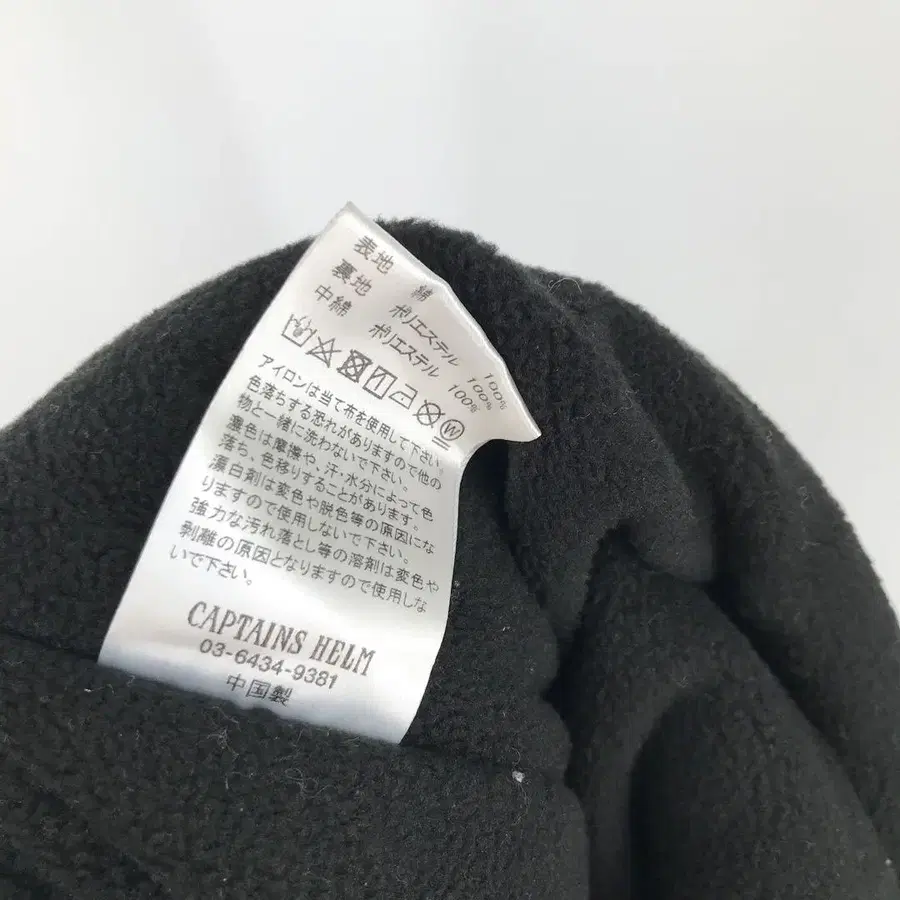 表地 綿 100%
裏地 ポリエステル 100%
中綿 ポリエステル 100%
W
アイロンは当て布を使用して下さい
色落ちする恐れがありますので他の
物と一緒に洗わないで下さい。
濃色は摩擦や、汗・水分によって色
落ち、色移りすることがあります。
漂白剤は変色や脱色等の原因にな
りますので使用しないで下さい。
強力な汚れ落とし等の溶剤は変色や
剥離の原因となりますので使用しな
いで下さい。
CAPTAINS HELM
03-6434-9381
中国製